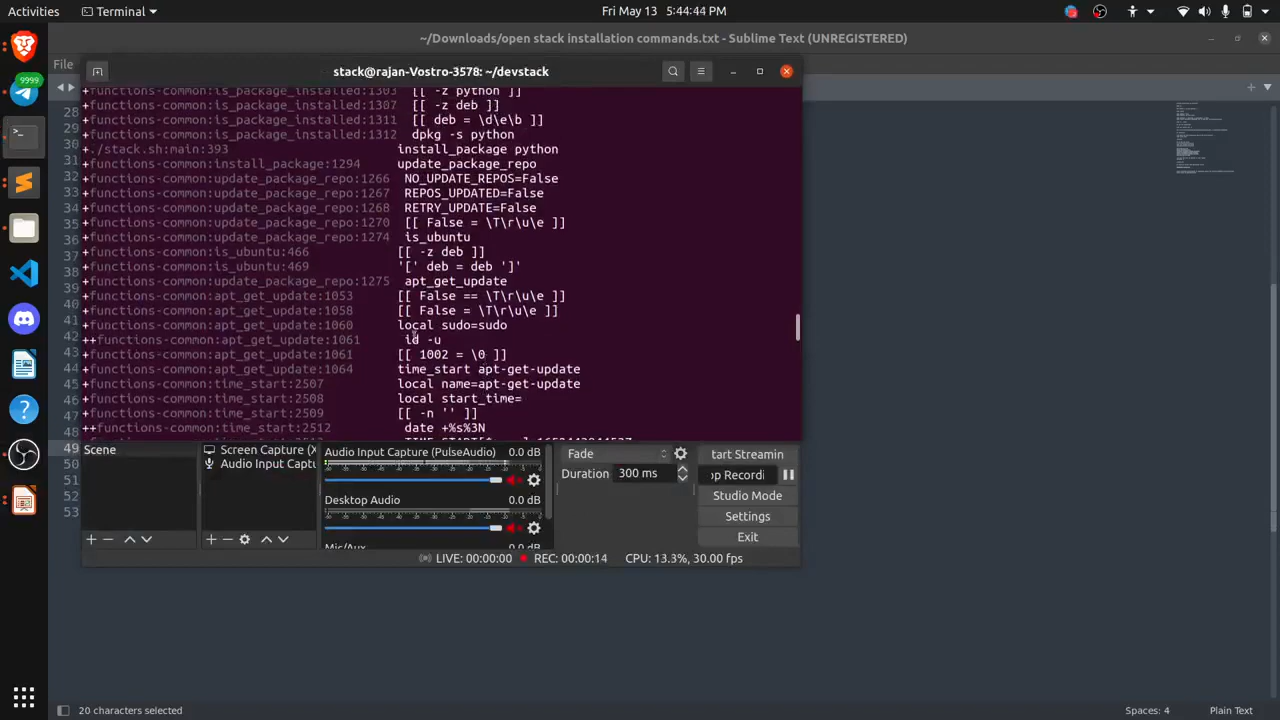 Activities
Terminal
Fri May 13 5:44:44 PM
~/Downloads/open stack installation commands.txt - Sublime Text (UNREGISTERED)
9999
File
stack@rajan-Vostro-3578: ~/devstack
28
29
30
31
32
33
34
35
36
37
38
39
40
41
42
43
44
45
46
47
48
49
50
51
52
53
+functions-common:is_package_installed:1303 [[ -z python ]]
+functions-common:is_package_installed:1307 [[ -z deb ]]
+functions-common:is_package_installed:1311 [[ deb = \d\e\b ]]
+functions-common:is_package_installed:1312 dpkg -s python
+./stack.sh:main:393 install_package python
+functions-common:install_package:1294 update_package_repo
+functions-common:update_package_repo:1266 NO_UPDATE_REPOS=False
+functions-common:update_package_repo:1267 REPOS_UPDATED=False
+functions-common:update_package_repo:1268 RETRY_UPDATE=False
+functions-common:update_package_repo:1270 [[ False = \T\r\u\e ]]
+functions-common:update_package_repo:1274 is_ubuntu
+functions-common:is_ubuntu:466 [[ -z deb ]]
+functions-common:is_ubuntu:469 '[' deb = deb ']'
+functions-common:update_package_repo:1275 apt_get_update
+functions-common:apt_get_update:1053 [[ False == \T\r\u\e ]]
+functions-common:apt_get_update:1058 [[ False = \T\r\u\e ]]
+functions-common:apt_get_update:1060 local sudo=sudo
++functions-common:apt_get_update:1061 id -u
+functions-common:apt_get_update:1061 [[ 1002 = \0 ]]
+functions-common:apt_get_update:1064 time_start apt-get-update
+functions-common:time_start:2507 local name=apt-get-update
+functions-common:time_start:2508 local start_time=
+functions-common:time_start:2509 [[ -n '' ]]
++functions-common:time_start:2512 date +%s%3N
Scene
Screen Capture (X
Audio Input Captu
Audio Input Capture (PulseAudio) 0.0 dB
Desktop Audio 0.0 dB
Fade
Duration 300 ms
tart Streamin
op Recordi
Studio Mode
Settings
Exit
LIVE: 00:00:00 REC: 00:00:14 CPU: 13.3%, 30.00 fps
20 characters selected
Spaces: 4
Plain Text